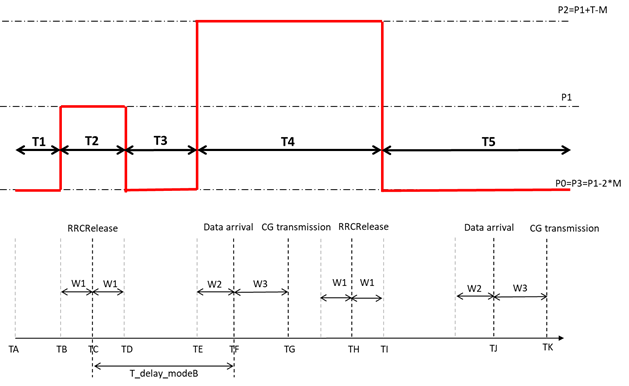 P2=P1+T-M
P1
T1 T2 T3 T4 T5
P0=P3=P1-2*M
RRCRelease Data arrival CG transmission RRCRelease Data arrival CG transmission
W1 W1 W2 W3 W1 W1 W2 W3
TA TB TC TD TE TF TG TH TI TJ TK
T_delay_modeB